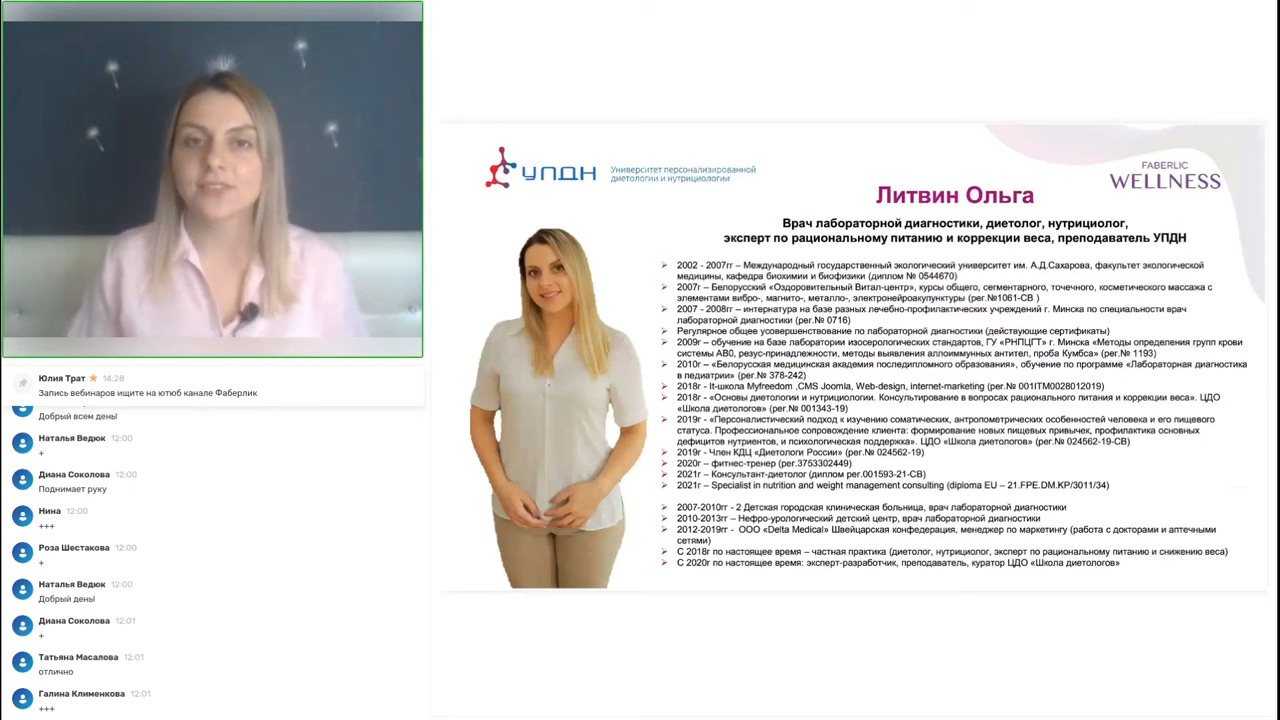 Юлия Трат 14:28
Запись вебинаров ищите на ютюб канале Фаберлик
Добрый всем день!
Наталья Ведюк 12:00
+
Диана Соколова 12:00
Поднимает руку
Нина 12:00
+++
Роза Шестакова 12:00
+
Наталья Ведюк 12:00
Добрый день!
Диана Соколова 12:01
+
Татьяна Масалова 12:01
отлично
Галина Клименкова 12:01
+++
УПДН
Университет персонализированной
диетологии и нутрициологии
FABERLIC
WELLNESS
Литвин Ольга
Врач лабораторной диагностики, диетолог, нутрициолог,
эксперт по рациональному питанию и коррекции веса, преподаватель УПДН
2002 - 2007гг – Международный государственный экологический университет им. А.Д.Сахарова, факультет экологической
медицины, кафедра биохимии и биофизики (диплом № 0544670)
2007г – Белорусский «Оздоровительный Витал-центр», курсы общего, сегментарного, точечного, косметического массажа с
элементами вибро-, магнито-, металло-, электронейроакупунктуры (рег.№1061-СВ )
2007 - 2008гг – интернатура на базе разных лечебно-профилактических учреждений г. Минска по специальности врач
лабораторной диагностики (рег.№ 0716)
Регулярное общее усовершенствование по лабораторной диагностики (действующие сертификаты)
2009г – обучение на базе лаборатории изосерологических стандартов, ГУ «РНПЦГТ» г. Минска «Методы определения групп крови
системы АВ0, резус-принадлежности, методы выявления аллоиммунных антител, проба Кумбса» (рег.№ 1193)
2010г – «Белорусская медицинская академия последипломного образования», обучение по программе «Лабораторная диагностика
в педиатрии» (рег.№ 378-242)
2018г - It-школа Myfreedom ,CMS Joomla, Web-design, internet-marketing (рег.№ 001ITM0028012019)
2018г - «Основы диетологии и нутрициологии. Консультирование в вопросах рационального питания и коррекции веса». ЦДО
«Школа диетологов» (рег.№ 001343-19)
2019г - «Персоналистический подход к изучению соматических, антропометрических особенностей человека и его пищевого
статуса. Профессиональное сопровождение клиента: формирование новых пищевых привычек, профилактика основных
дефицитов нутриентов, и психологическая поддержка». ЦДО «Школа диетологов» (рег.№ 024562-19-СВ)
2019г - Член КДЦ «Диетологи России» (рег.№ 024562-19)
2020г – фитнес-тренер (рег.3753302449)
2021г – Консультант-диетолог (диплом рег.001593-21-СВ)
2021г – Specialist in nutrition and weight management consulting (diploma EU – 21.FPE.DM.KP/3011/34)
2007-2010гг - 2 Детская городская клиническая больница, врач лабораторной диагностики
2010-2013гг – Нефро-урологический детский центр, врач лабораторной диагностики
2012-2019гг - ООО «Delta Medical» Швейцарская конфедерация, менеджер по маркетингу (работа с докторами и аптечными
сетями)
С 2018г по настоящее время – частная практика (диетолог, нутрициолог, эксперт по рациональному питанию и снижению веса)
С 2020г по настоящее время: эксперт-разработчик, преподаватель, куратор ЦДО «Школа диетологов»